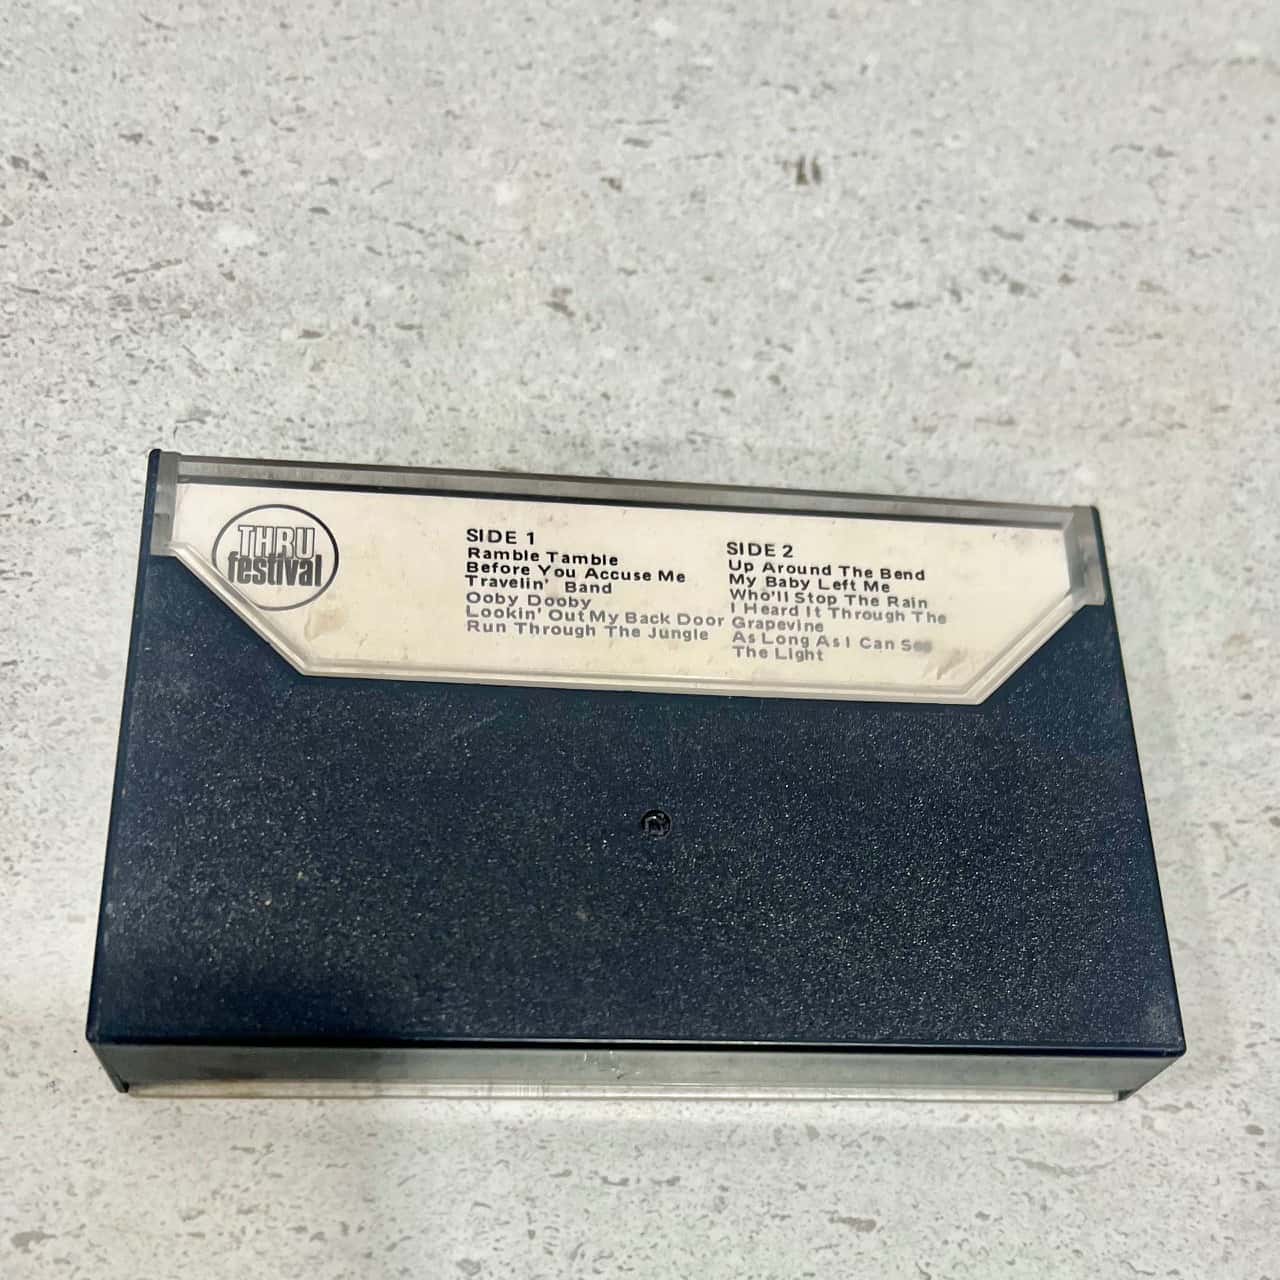 THRU
festival
SIDE 1
Ramble Tamble
Before You Accuse Me
Travelin' Band
Ooby Dooby
Lookin' Out My Back Door
Run Through The Jungle
SIDE 2
Up Around The Bend
My Baby Left Me
Who'll Stop The Rain
I Heard It Through The
Grapevine
As Long As I Can See
The Light